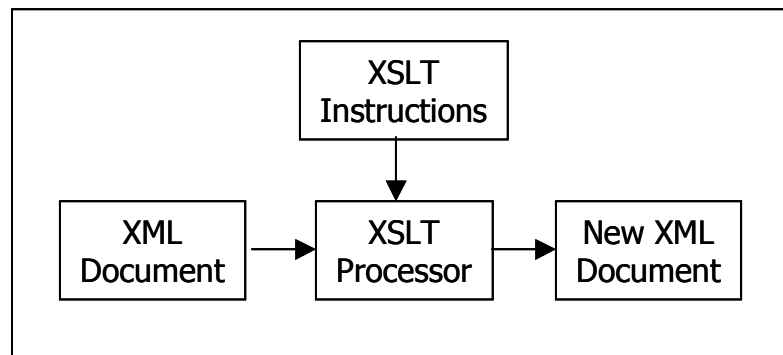 XSLT
Instructions
XML
Document
XSLT
Processor
New XML
Document